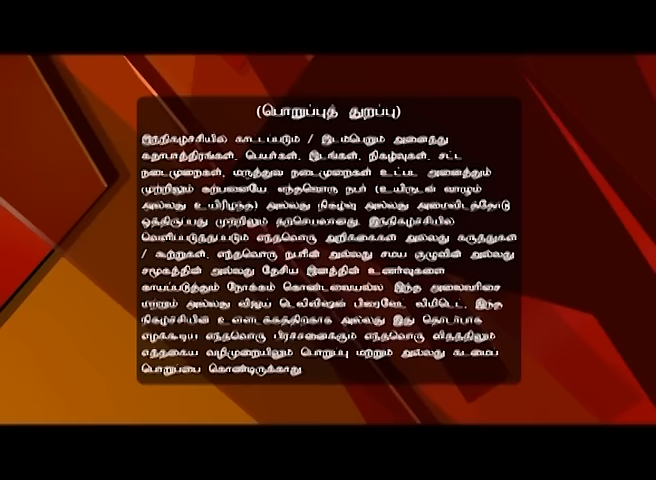 (பொறுப்புத் துறப்பு)
இந்நிகழ்ச்சியில் காட்டப்படும் / இடம்பெறும் அனைத்து
கதாபாத்திரங்கள், பெயர்கள், இடங்கள், நிகழ்வுகள், சட்ட
நடைமுறைகள், மருத்துவ நடைமுறைகள் உட்பட அனைத்தும்
முற்றிலும் கற்பனையே. எந்தவொரு நபர் (உயிருடன் வாழும்
அல்லது உயிரிழந்த) அல்லது நிகழ்வு அல்லது அமைவிடத்தோடு
ஒத்திருப்பது முற்றிலும் தற்செயலானது. இந்நிகழ்ச்சியில்
வெளிப்படுத்தப்படும் எந்தவொரு அறிக்கைகள் அல்லது கருத்துகள்
/ கூற்றுகள், எந்தவொரு நபரின் அல்லது சமய குழுவின் அல்லது
சமூகத்தின் அல்லது தேசிய இனத்தின் உணர்வுகளை
காயப்படுத்தும் நோக்கம் கொண்டவையல்ல இந்த அலைவரிசை
மற்றும் அல்லது விஜய் டெலிவிஷன் பிரைவேட் லிமிடெட், இந்த
நிகழ்ச்சியின் உள்ளடக்கத்திற்காக அல்லது இது தொடர்பாக
எழக்கூடிய எந்தவொரு பிரச்சனைக்கும் எந்தவொரு விதத்திலும்
எத்தகைய வழிமுறையிலும் பொறுப்பு மற்றும் அல்லது கடமைப்
பொறுப்பை கொண்டிருக்காது